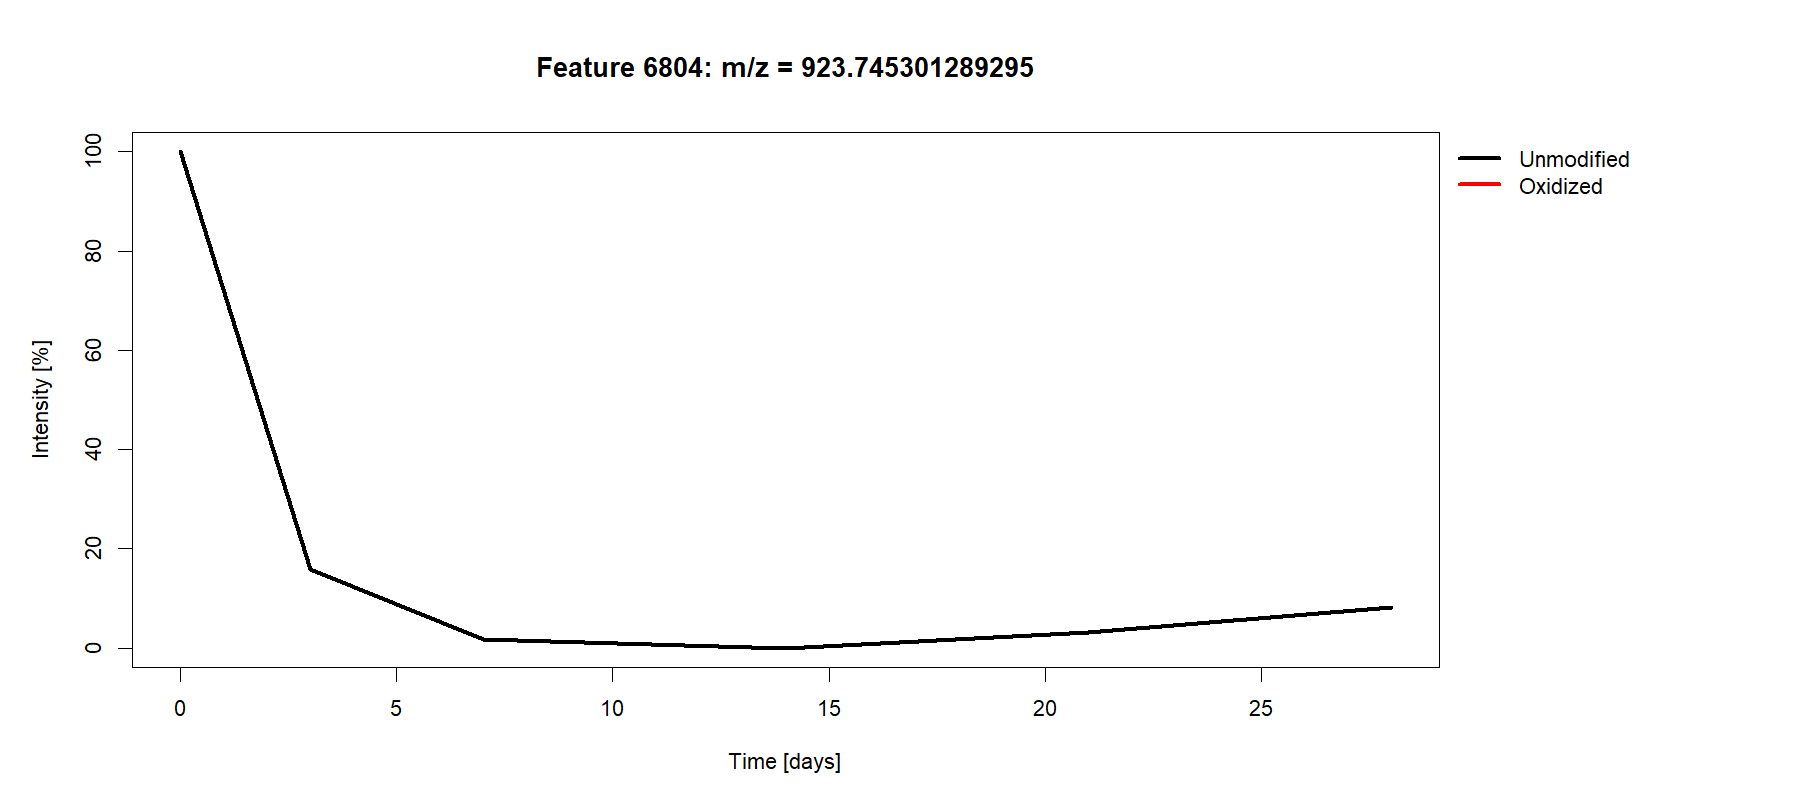 Feature 6804: m/z = 923.745301289295
Unmodified
Oxidized
Intensity [%]
100
80
60
40
20
0
0 5 10 15 20 25
Time [days]